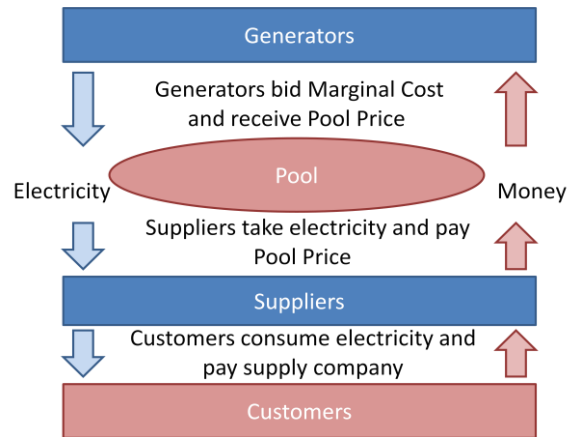 Generators
Generators bid Marginal Cost
and receive Pool Price
Pool
Electricity
Money
Suppliers take electricity and pay
Pool Price
Suppliers
Customers consume electricity and
pay supply company
Customers